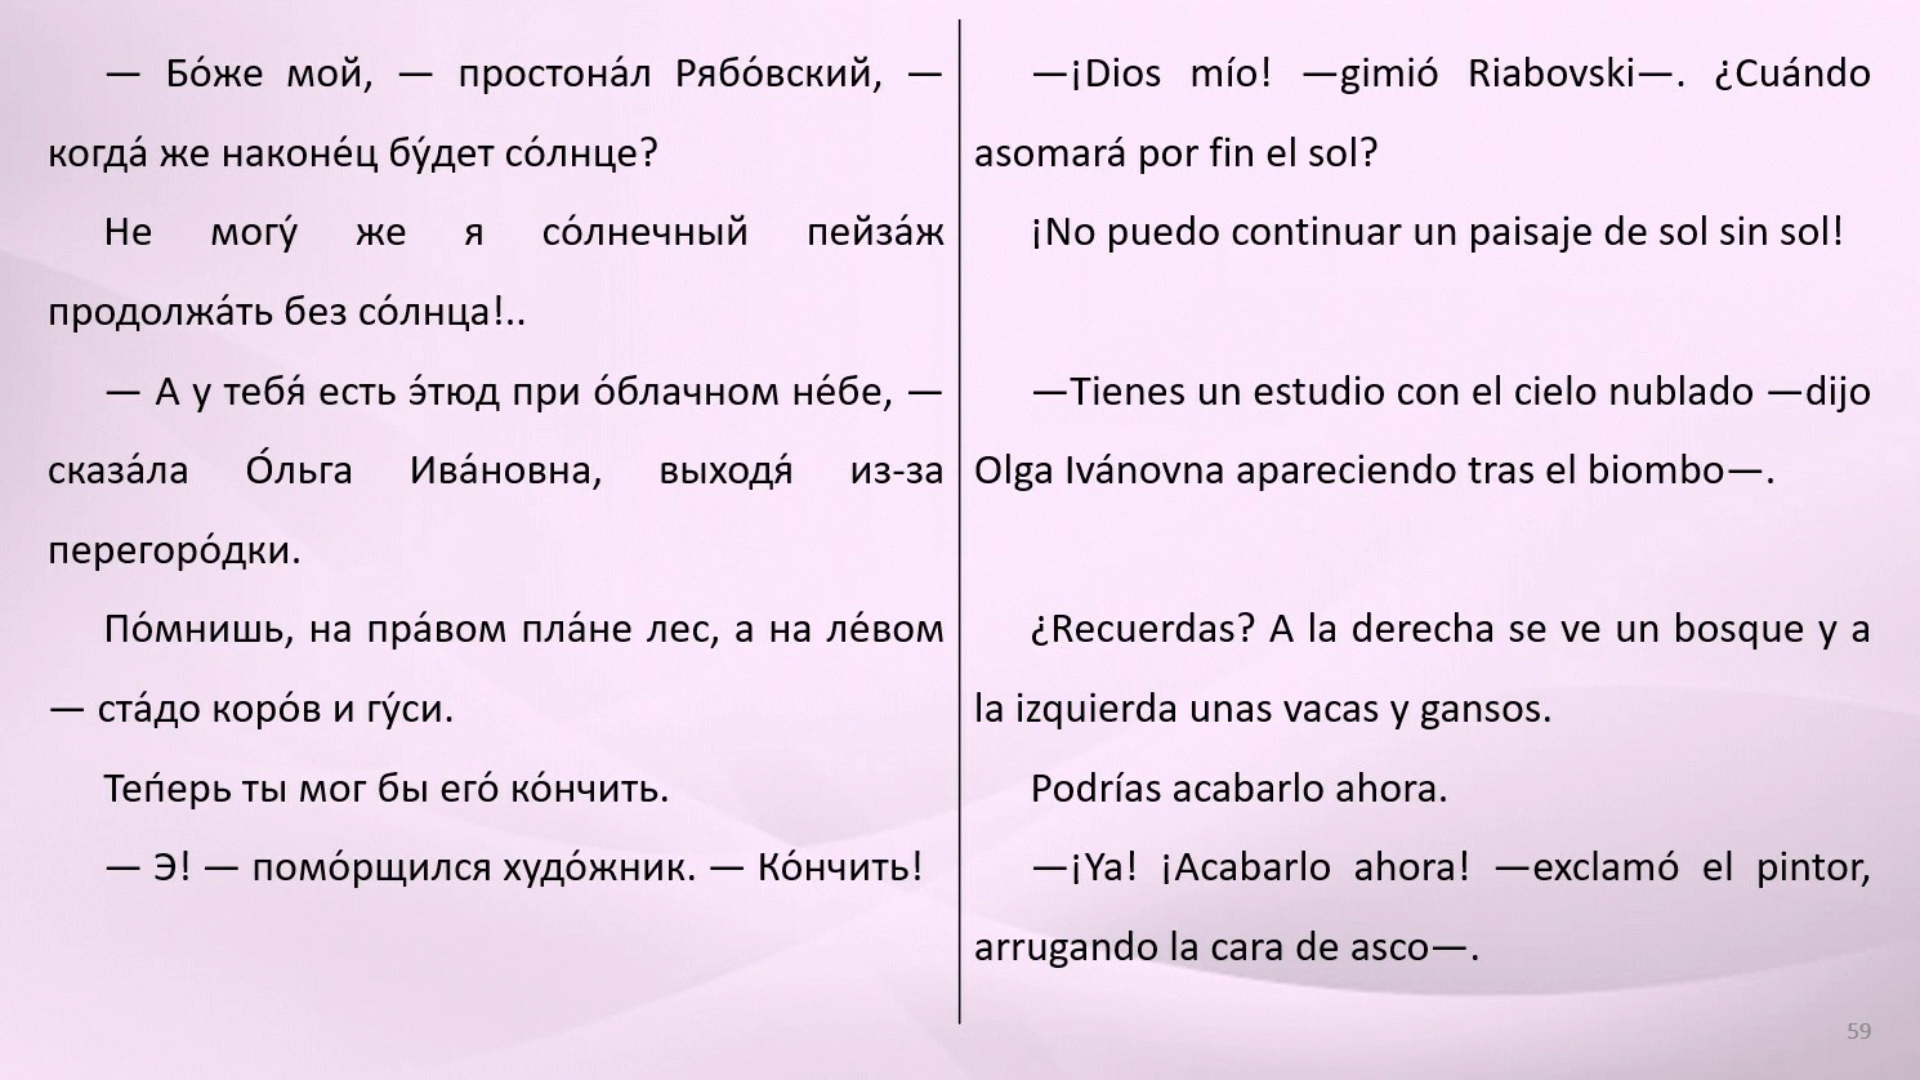 — Бо́же мой, — простона́л Рябо́вский, —
когда́ же наконе́ц бу́дет со́лнце?
Не могу́ же я со́лнечный пейза́ж
продолжа́ть без со́лнца!..
— А у тебя́ есть э́тюд при о́блачном не́бе, —
сказа́ла О́льга Ива́новна, выходя́ из-за
перегоро́дки.
По́мнишь, на пра́вом пла́не лес, а на ле́вом
— ста́до коро́в и гу́си.
Теп́ерь ты мог бы его́ ко́нчить.
— Э! — помо́рщился худо́жник. — Ко́нчить!
—¡Dios mío! —gimió Riabovski—. ¿Cuándo
asomará por fin el sol?
¡No puedo continuar un paisaje de sol sin sol!
—Tienes un estudio con el cielo nublado —dijo
Olga Ivánovna apareciendo tras el biombo—.
¿Recuerdas? A la derecha se ve un bosque y a
la izquierda unas vacas y gansos.
Podrías acabarlo ahora.
—¡Ya! ¡Acabarlo ahora! —exclamó el pintor,
arrugando la cara de asco—.
59